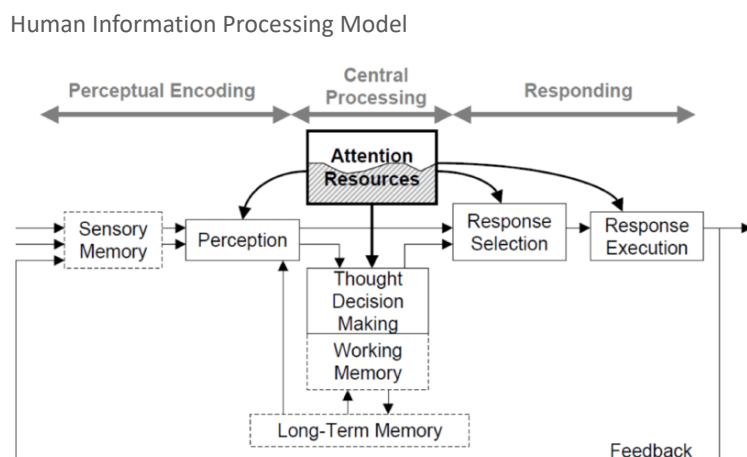 Human Information Processing Model
Perceptual Encoding
Central
Processing
Responding
Attention
Resources
Sensory
Memory
Perception
Response
Selection
Response
Execution
Thought
Decision
Making
Working
Memory
Long-Term Memory
Feedback